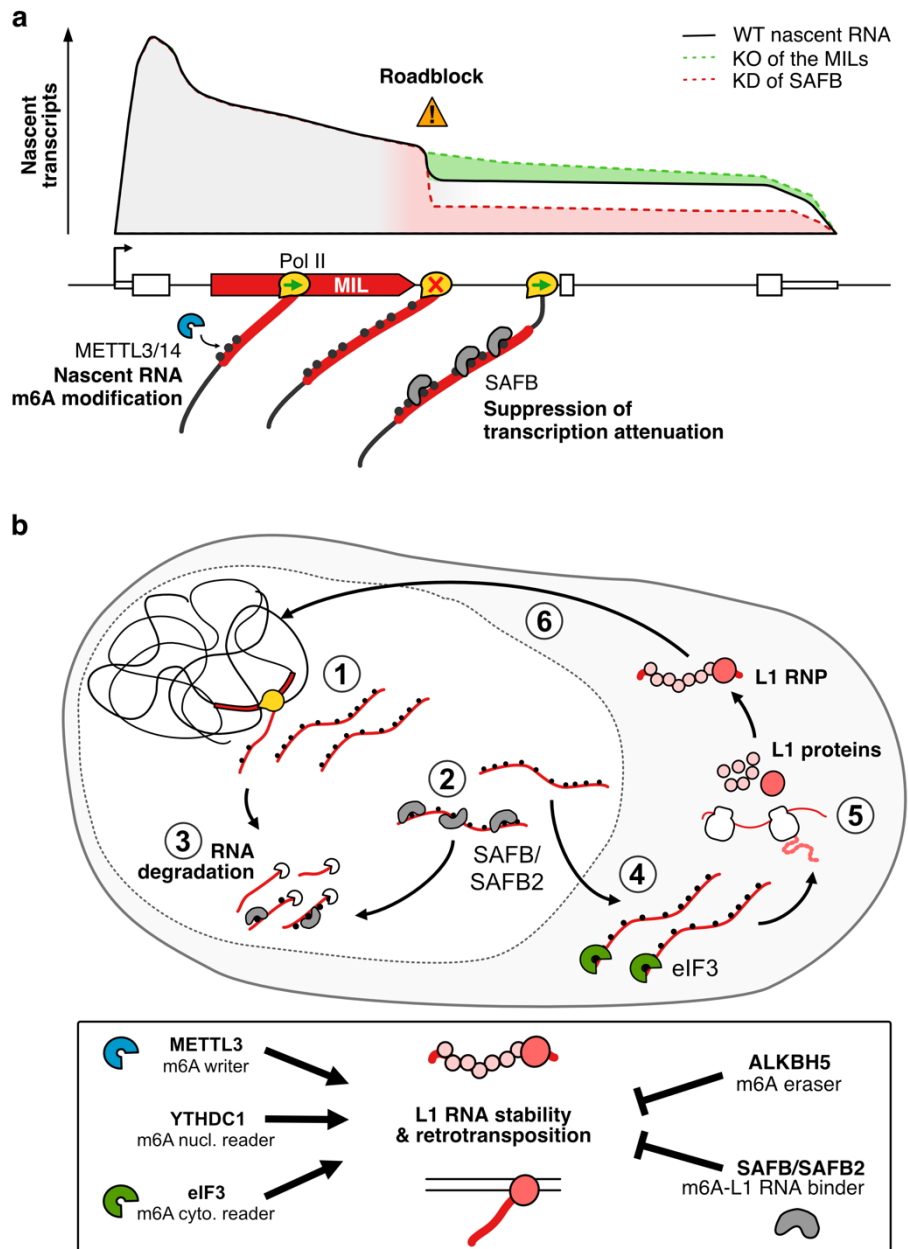 a
WT nascent RNA
KO of the MILs
KD of SAFB
Roadblock
!
Nascent
transcripts
Pol II
MIL
METTL3/14
Nascent RNA
m6A modification
SAFB
Suppression of
transcription attenuation
b
1
2
3
RNA
degradation
SAFB/
SAFB2
4
eIF3
5
6
L1 RNP
L1 proteins
METTL3
m6A writer
YTHDC1
m6A nucl. reader
eIF3
m6A cyto. reader
L1 RNA stability
& retrotransposition
ALKBH5
m6A eraser
SAFB/SAFB2
m6A-L1 RNA binder